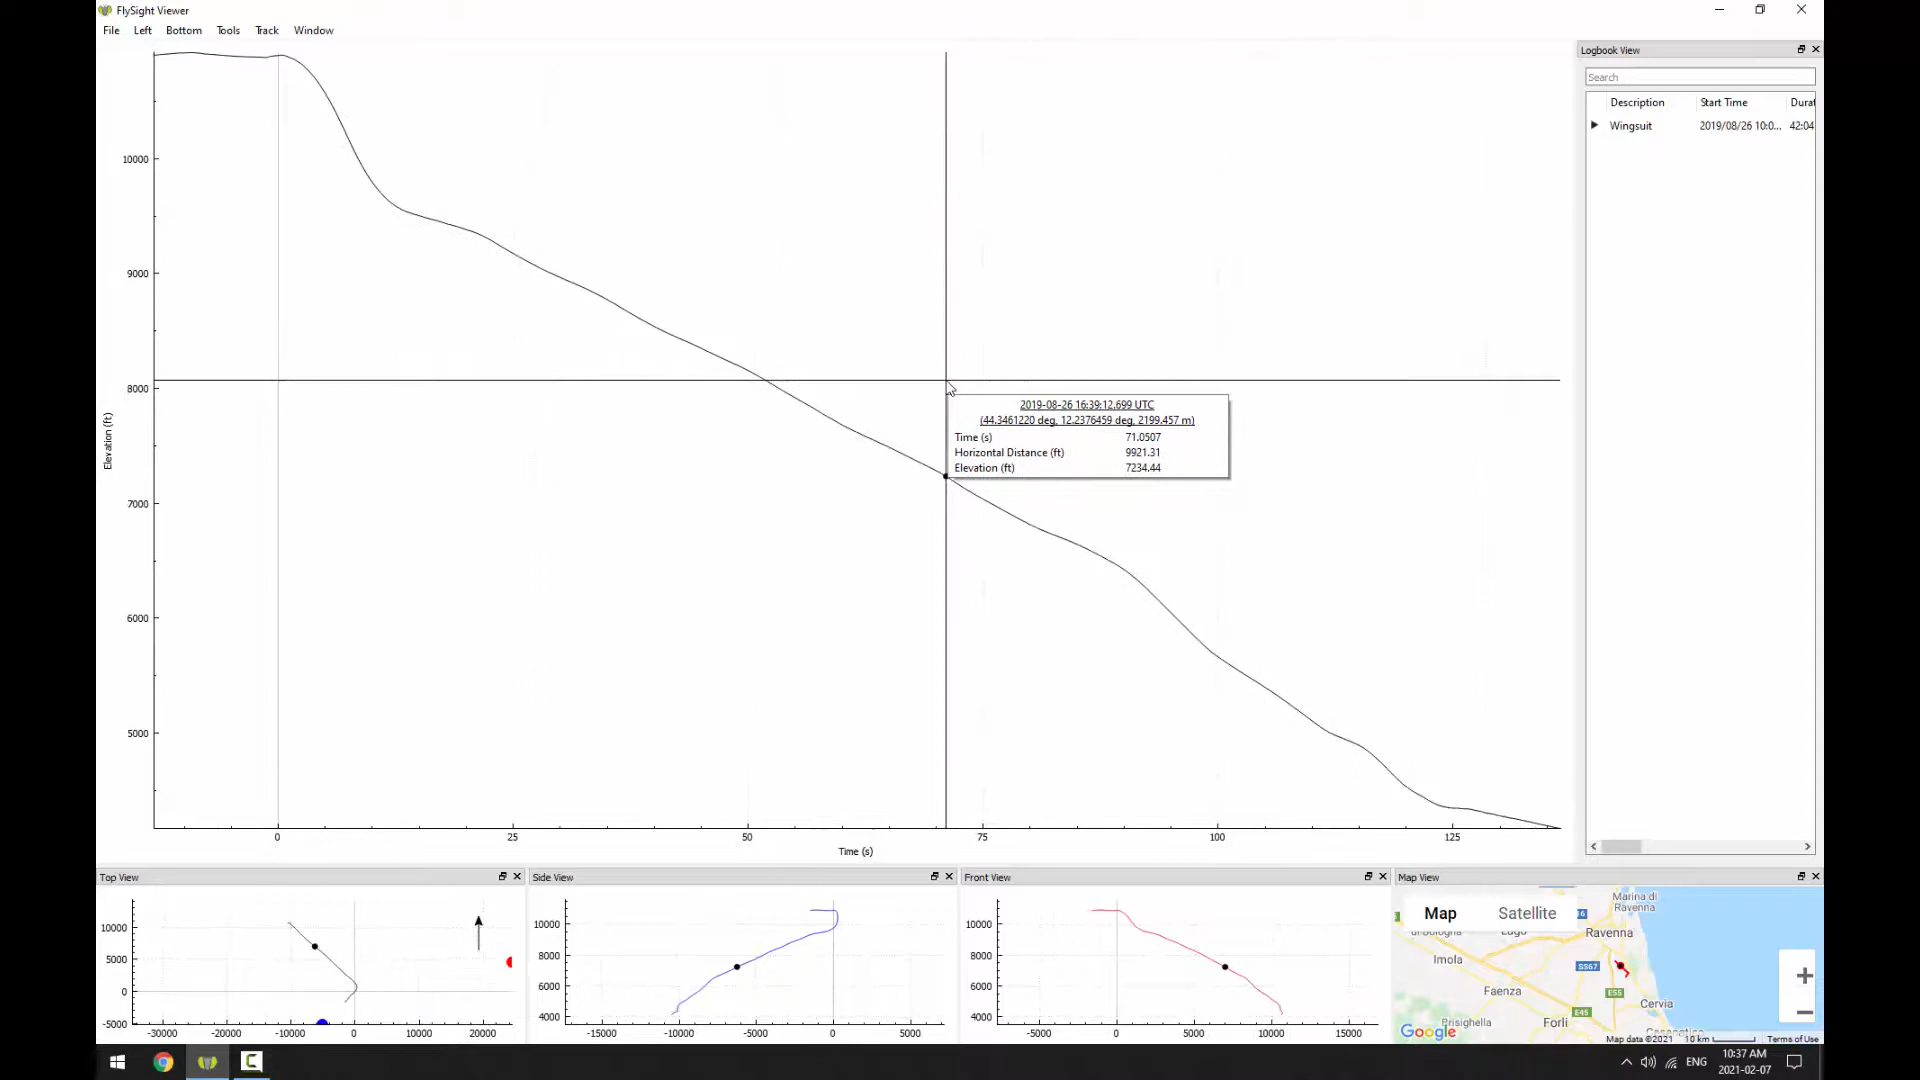 FlySight Viewer
File Left Bottom Tools Track Window
Logbook View
Search
Description Start Time Durat
Wingsuit 2019/08/26 10:0... 42:04
10000
9000
8000
7000
6000
5000
Elevation (ft)
2019-08-26 16:39:12.699 UTC
(44.3461220 deg, 12.2376459 deg, 2199.457 m)
Time (s) 71.0507
Horizontal Distance (ft) 9921.31
Elevation (ft) 7234.44
0 25 50 75 100 125
Time (s)
Top View
10000
5000
0
-5000
-30000 -20000 -10000 0 10000 20000
Side View
10000
8000
6000
4000
-15000 -10000 -5000 0 5000
Front View
10000
8000
6000
4000
-5000 0 5000 10000 15000
Map View
Map Satellite
Marina di
Ravenna
Ravenna
Imola
SS67
Faenza
E55
Cervia
E45
Brisighella
Forli
Cesenatico
Google
Map data ©2021 10 km Terms of Use
ENG
10:37 AM
2021-02-07